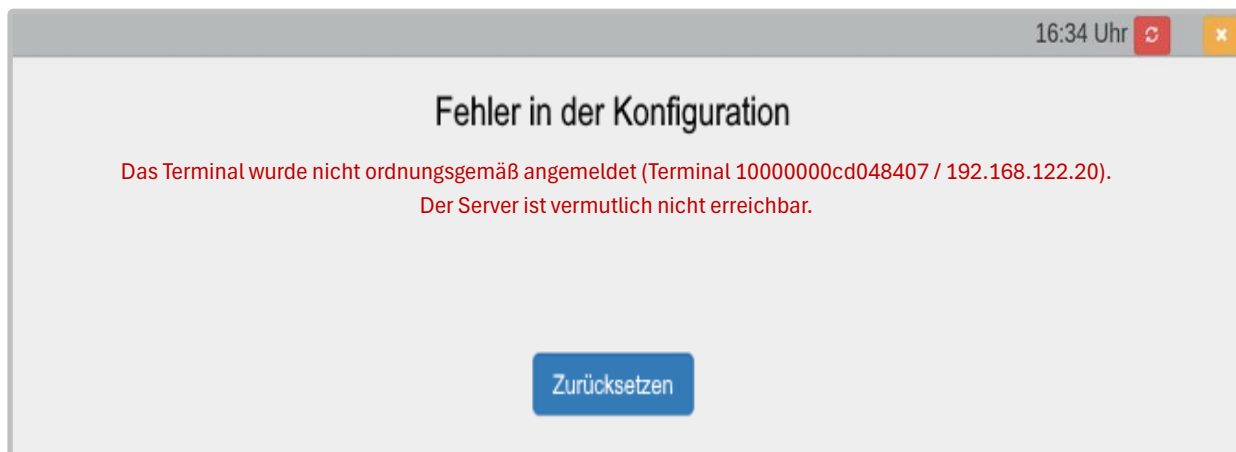 16:34 Uhr
Fehler in der Konfiguration
Das Terminal wurde nicht ordnungsgemäß angemeldet (Terminal 10000000cd048407 / 192.168.122.20).
Der Server ist vermutlich nicht erreichbar.
Zurücksetzen